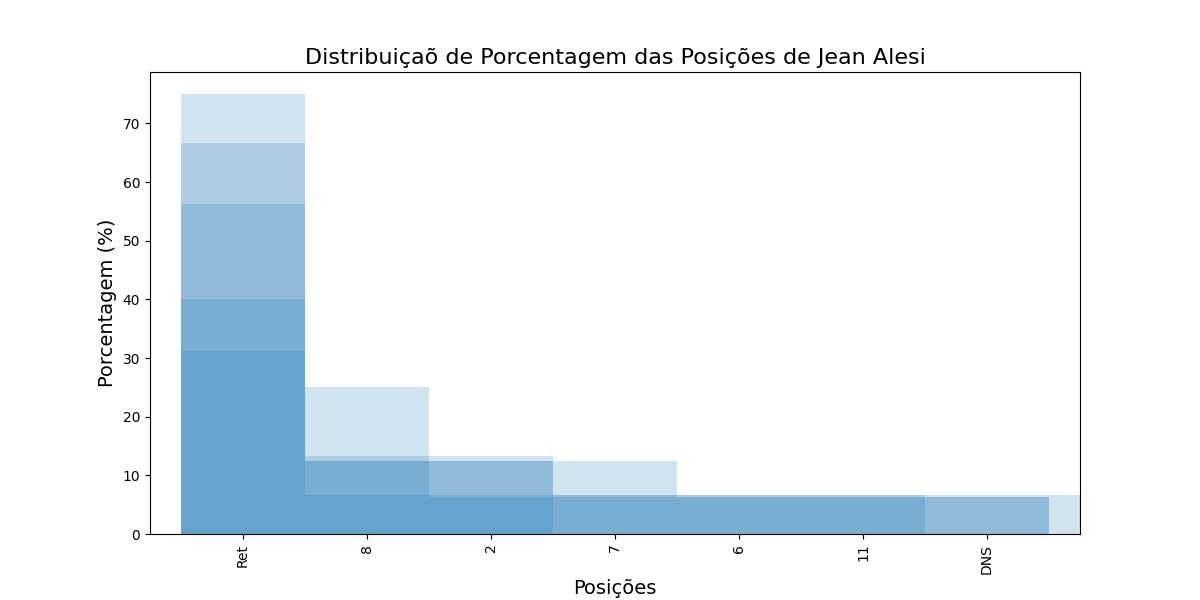 Distribuiçaõ de Porcentagem das Posições de Jean Alesi
70
60
50
40
30
20
10
0
Porcentagem (%)
Ret
8
2
7
6
11
DNS
Posições